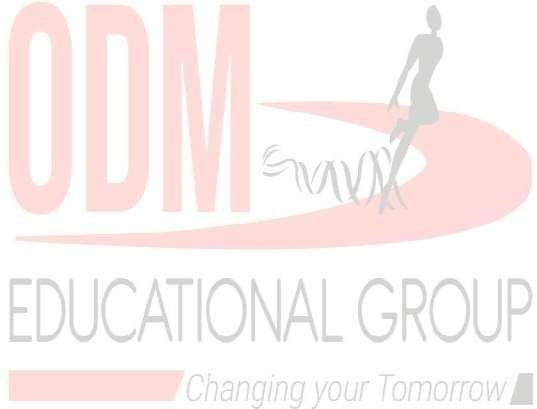 ODM
EDUCATIONAL GROUP
Changing your Tomorrow